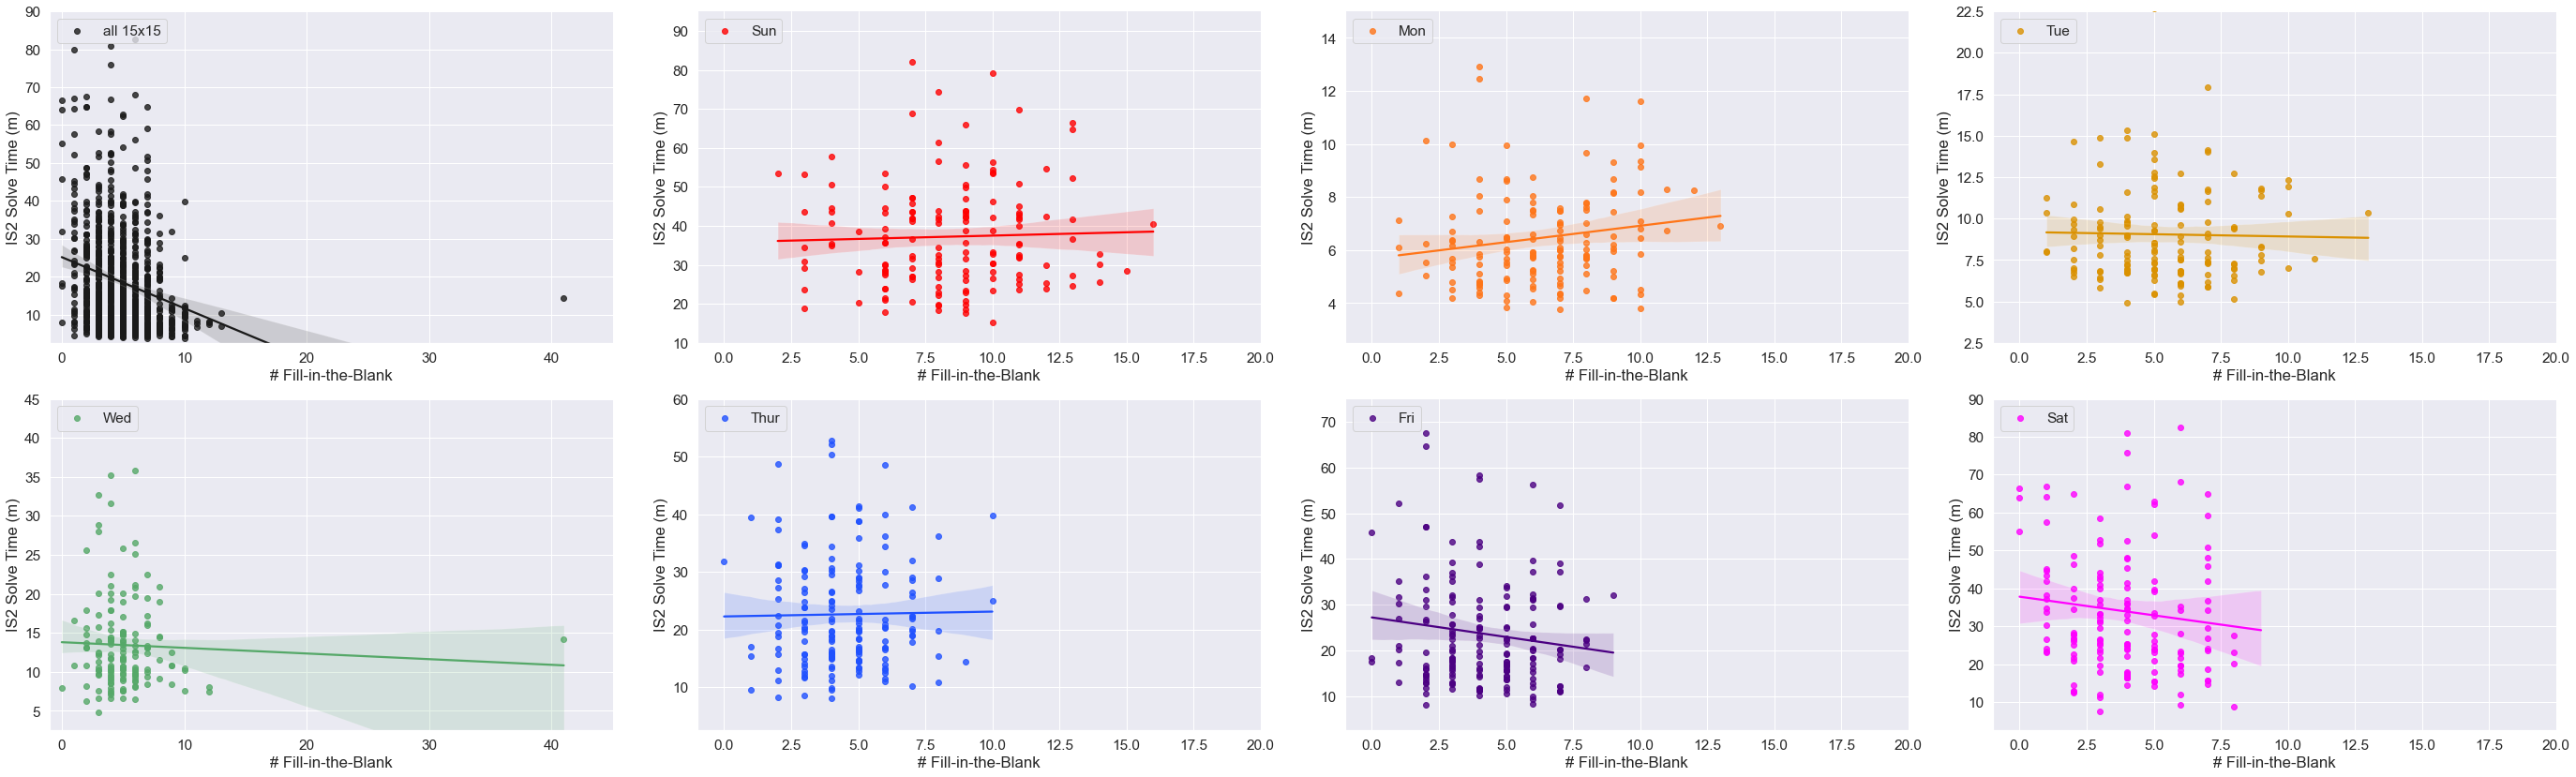 all 15x15
IS2 Solve Time (m)
90
80
70
60
50
40
30
20
10
0 10 20 30 40
# Fill-in-the-Blank
Sun
IS2 Solve Time (m)
90
80
70
60
50
40
30
20
10
0.0 2.5 5.0 7.5 10.0 12.5 15.0 17.5 20.0
# Fill-in-the-Blank
Mon
IS2 Solve Time (m)
14
12
10
8
6
4
0.0 2.5 5.0 7.5 10.0 12.5 15.0 17.5 20.0
# Fill-in-the-Blank
Tue
IS2 Solve Time (m)
22.5
20.0
17.5
15.0
12.5
10.0
7.5
5.0
2.5
0.0 2.5 5.0 7.5 10.0 12.5 15.0 17.5 20.0
# Fill-in-the-Blank
Wed
IS2 Solve Time (m)
45
40
35
30
25
20
15
10
5
0 10 20 30 40
# Fill-in-the-Blank
Thur
IS2 Solve Time (m)
60
50
40
30
20
10
0.0 2.5 5.0 7.5 10.0 12.5 15.0 17.5 20.0
# Fill-in-the-Blank
Fri
IS2 Solve Time (m)
70
60
50
40
30
20
10
0.0 2.5 5.0 7.5 10.0 12.5 15.0 17.5 20.0
# Fill-in-the-Blank
Sat
IS2 Solve Time (m)
90
80
70
60
50
40
30
20
10
0.0 2.5 5.0 7.5 10.0 12.5 15.0 17.5 20.0
# Fill-in-the-Blank